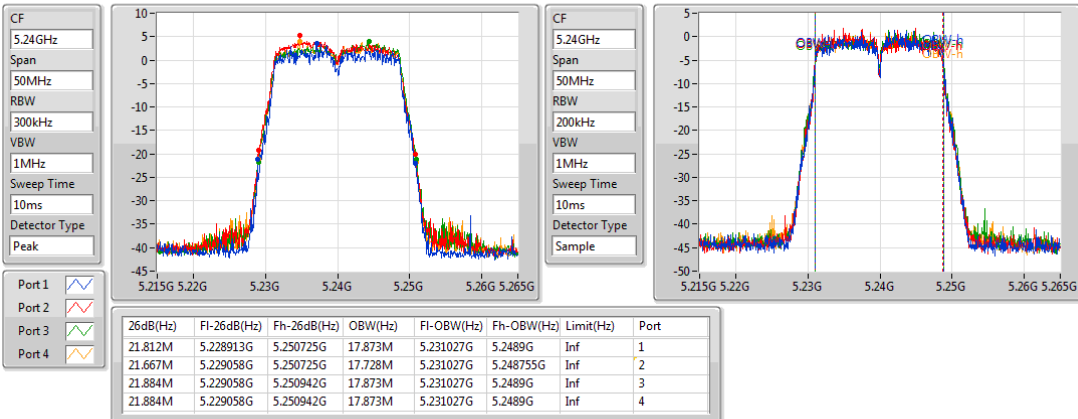 CF
5.24GHz
Span
50MHz
RBW
300kHz
VBW
1MHz
Sweep Time
10ms
Detector Type
Peak
10
5
0
-5
-10
-15
-20
-25
-30
-35
-40
-45
5.215G 5.22G 5.23G 5.24G 5.25G 5.26G 5.265G
CF
5.24GHz
Span
50MHz
RBW
200kHz
VBW
1MHz
Sweep Time
10ms
Detector Type
Sample
5
0
-5
-10
-15
-20
-25
-30
-35
-40
-45
-50
OBW-h
5.215G 5.22G 5.23G 5.24G 5.25G 5.26G 5.265G
Port 1
Port 2
Port 3
Port 4
26dB(Hz) Fl-26dB(Hz) Fh-26dB(Hz) OBW(Hz) Fl-OBW(Hz) Fh-OBW(Hz) Limit(Hz) Port
21.812M 5.228913G 5.250725G 17.873M 5.231027G 5.2489G Inf 1
21.667M 5.229058G 5.250725G 17.728M 5.231027G 5.248755G Inf 2
21.884M 5.229058G 5.250942G 17.873M 5.231027G 5.2489G Inf 3
21.884M 5.229058G 5.250942G 17.873M 5.231027G 5.2489G Inf 4